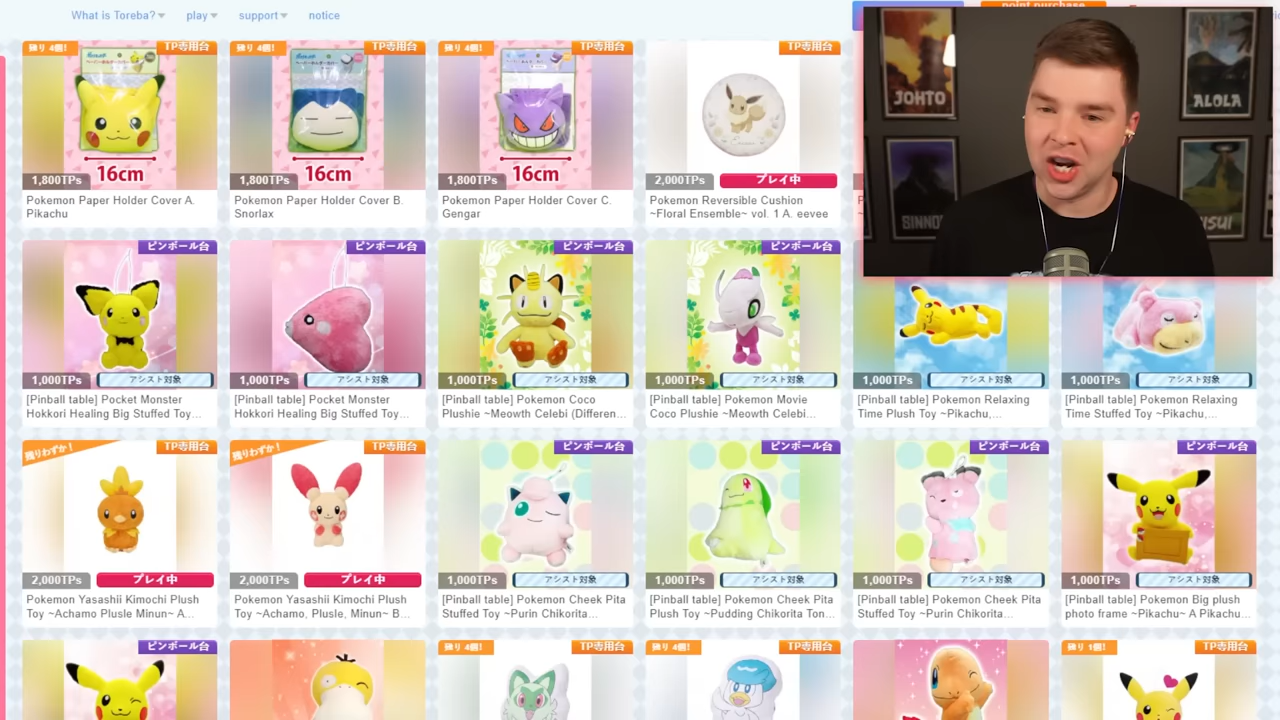 What is Toreba?
play
support
notice
point purchase
残り 4個!
TP専用台
残り 4個!
TP専用台
残り 4個!
TP専用台
TP専用台
16cm
16cm
16cm
1,800TPs
1,800TPs
1,800TPs
2,000TPs
プレイ中
Pokemon Paper Holder Cover A.
Pikachu
Pokemon Paper Holder Cover B.
Snorlax
Pokemon Paper Holder Cover C.
Gengar
Pokemon Reversible Cushion
~Floral Ensemble~ vol. 1 A. eevee
JOHTO
ALOLA
ピンボール台
ピンボール台
ピンボール台
ピンボール台
1,000TPs
アシスト対象
1,000TPs
アシスト対象
1,000TPs
アシスト対象
1,000TPs
アシスト対象
1,000TPs
アシスト対象
1,000TPs
アシスト対象
[Pinball table] Pocket Monster
Hokkori Healing Big Stuffed Toy...
[Pinball table] Pocket Monster
Hokkori Healing Big Stuffed Toy...
[Pinball table] Pokemon Coco
Plushie ~Meowth Celebi (Differen...
[Pinball table] Pokemon Movie
Coco Plushie ~Meowth Celebi...
[Pinball table] Pokemon Relaxing
Time Plush Toy ~Pikachu,...
[Pinball table] Pokemon Relaxing
Time Stuffed Toy ~Pikachu,...
残りわずか!
TP専用台
残りわずか!
TP専用台
ピンボール台
ピンボール台
ピンボール台
ピンボール台
2,000TPs
プレイ中
2,000TPs
プレイ中
1,000TPs
アシスト対象
1,000TPs
アシスト対象
1,000TPs
アシスト対象
1,000TPs
アシスト対象
Pokemon Yasashii Kimochi Plush
Toy ~Achamo Plusle Minun~ A...
Pokemon Yasashii Kimochi Plush
Toy ~Achamo, Plusle, Minun~ B...
[Pinball table] Pokemon Cheek Pita
Stuffed Toy ~Purin Chikorita...
[Pinball table] Pokemon Cheek Pita
Plush Toy ~Pudding Chikorita Ton...
[Pinball table] Pokemon Cheek Pita
Stuffed Toy ~Purin Chikorita...
[Pinball table] Pokemon Big plush
photo frame ~Pikachu~ A Pikachu...
ピンボール台
残り 4個!
TP専用台
残り 4個!
TP専用台
残り 1個!
TP専用台